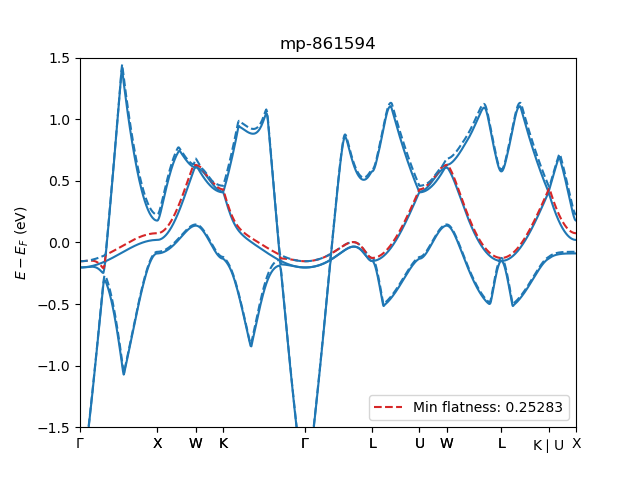 mp-861594
1.5
1.0
0.5
0.0
−0.5
−1.0
−1.5
E − E_F (eV)
Min flatness: 0.25283
Γ X W K Γ L U W L K | U X